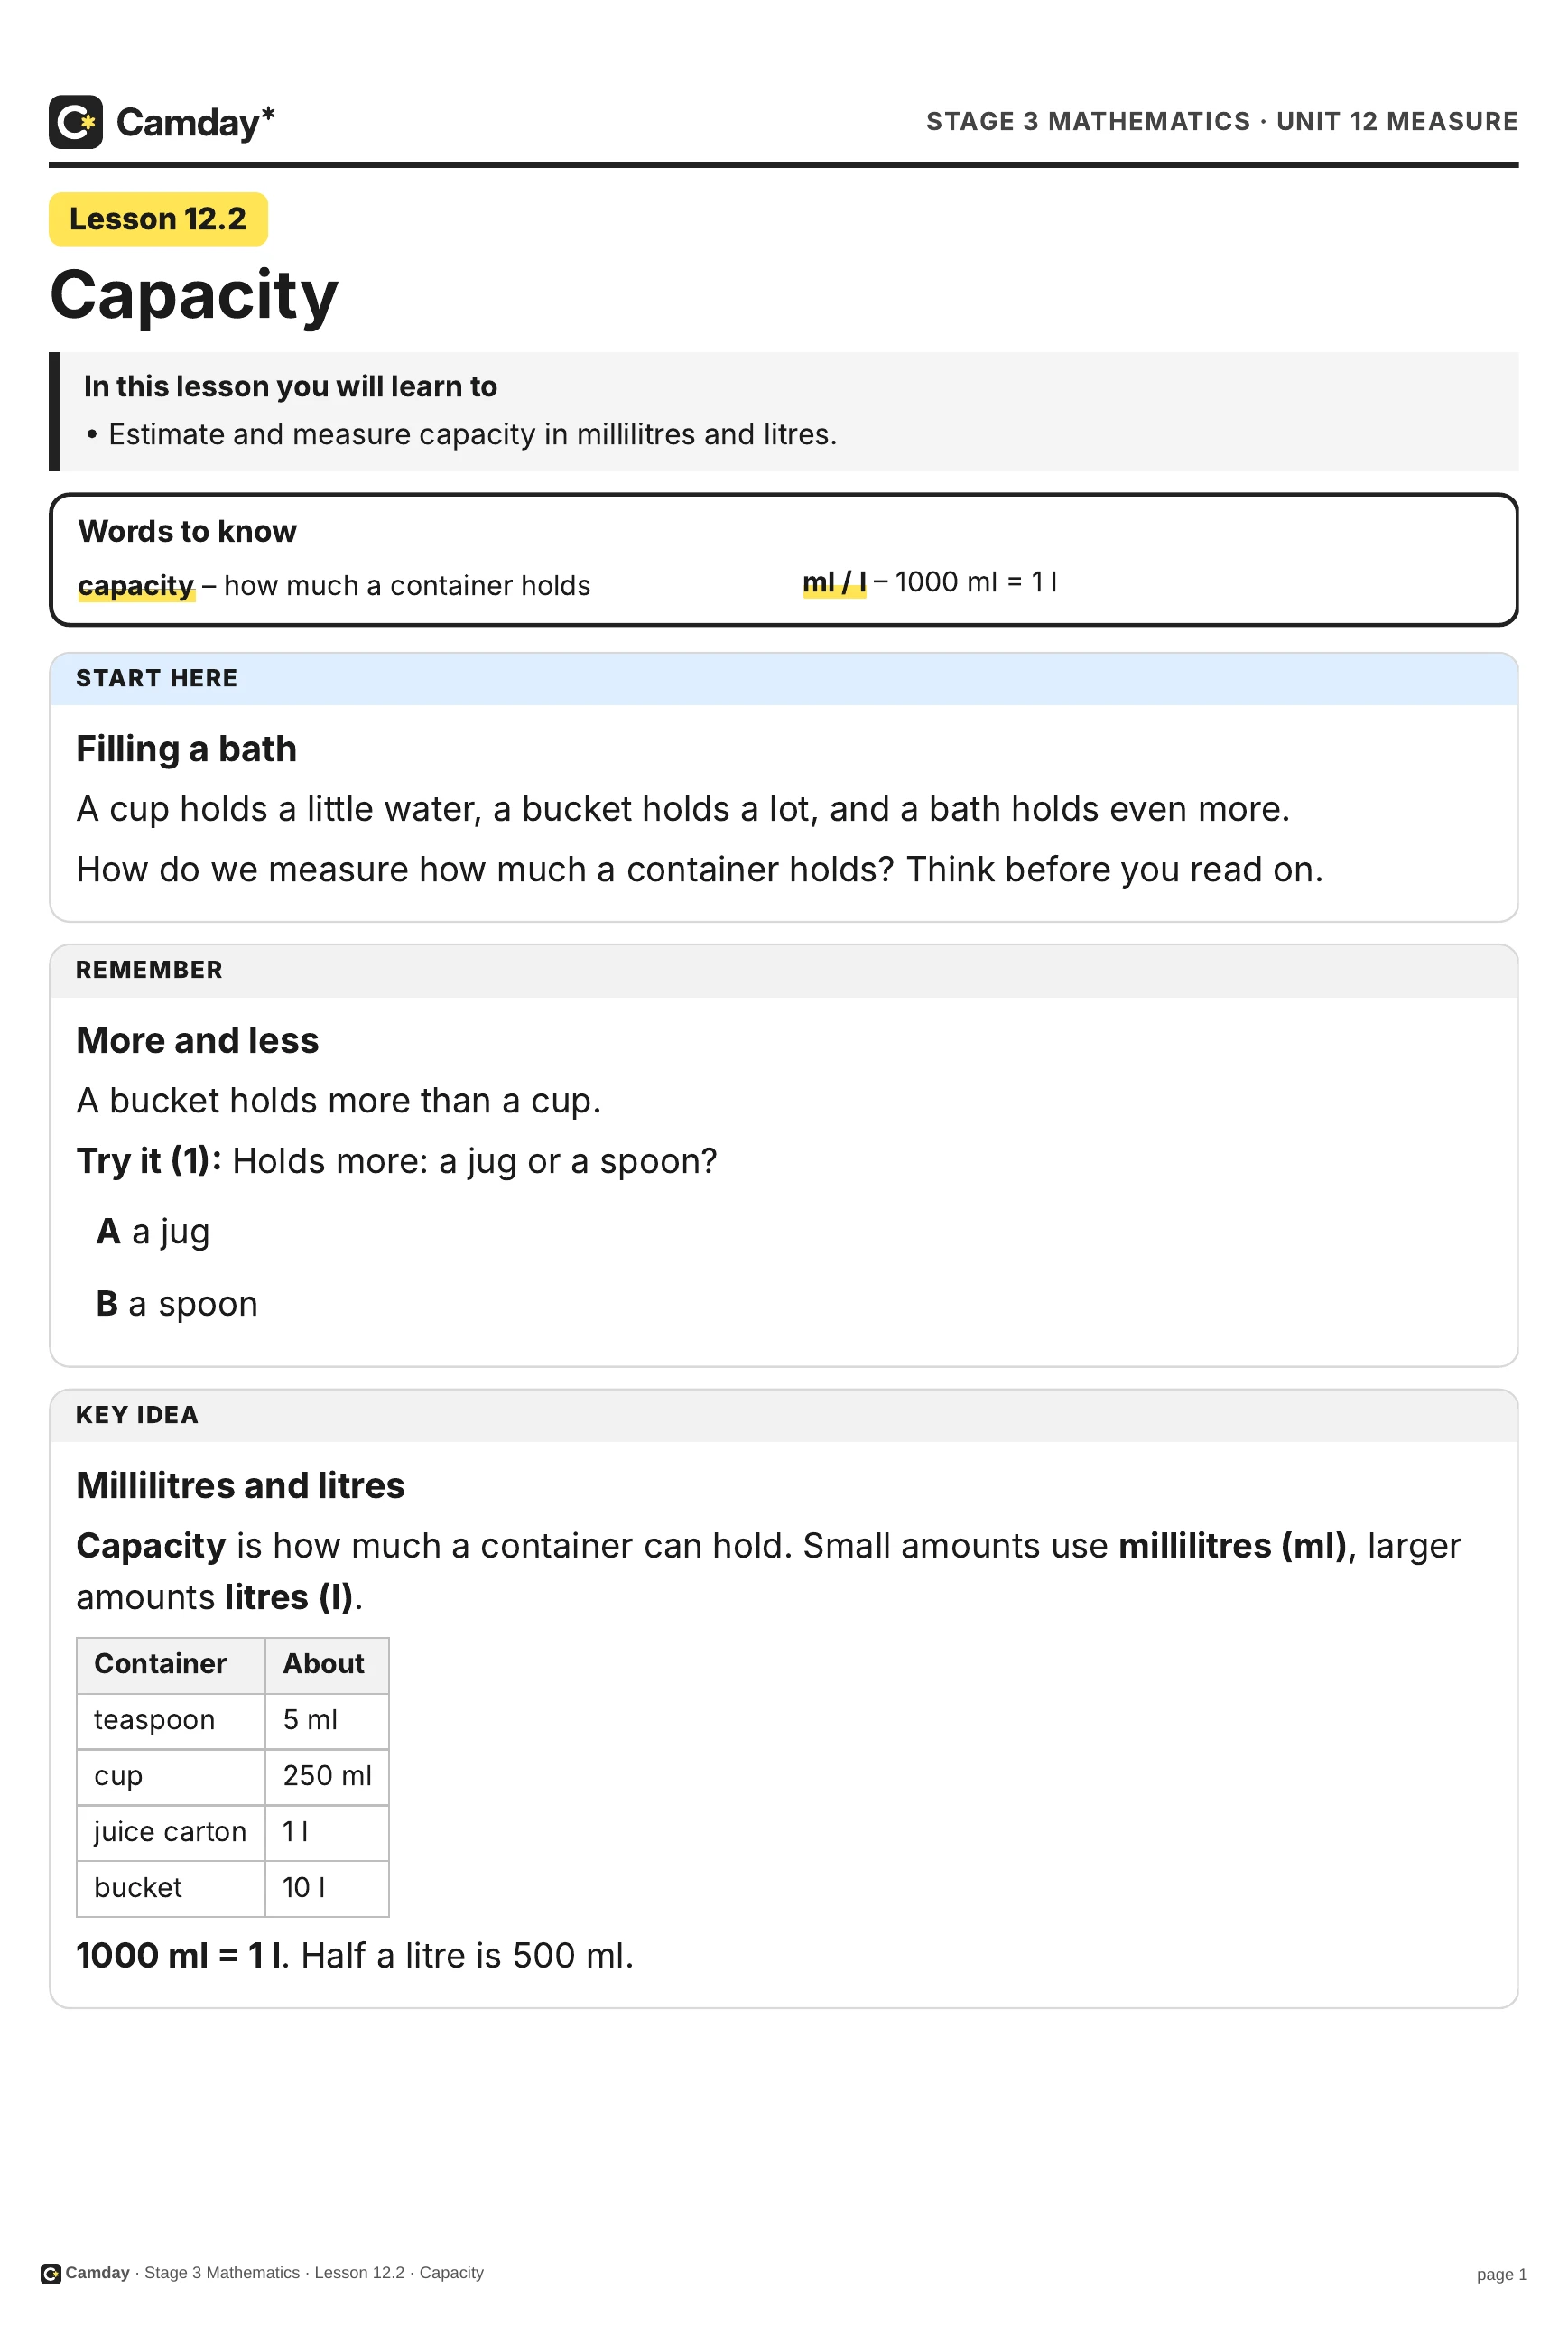 Camday*
STAGE 3 MATHEMATICS · UNIT 12 MEASURE
Lesson 12.2
Capacity
In this lesson you will learn to
• Estimate and measure capacity in millilitres and litres.
Words to know
capacity – how much a container holds
ml / l – 1000 ml = 1 l
START HERE
Filling a bath
A cup holds a little water, a bucket holds a lot, and a bath holds even more.
How do we measure how much a container holds? Think before you read on.
REMEMBER
More and less
A bucket holds more than a cup.
Try it (1): Holds more: a jug or a spoon?
A a jug
B a spoon
KEY IDEA
Millilitres and litres
Capacity is how much a container can hold. Small amounts use millilitres (ml), larger
amounts litres (l).
Container About
teaspoon 5 ml
cup 250 ml
juice carton 1 l
bucket 10 l
1000 ml = 1 l. Half a litre is 500 ml.
Camday · Stage 3 Mathematics · Lesson 12.2 · Capacity
page 1